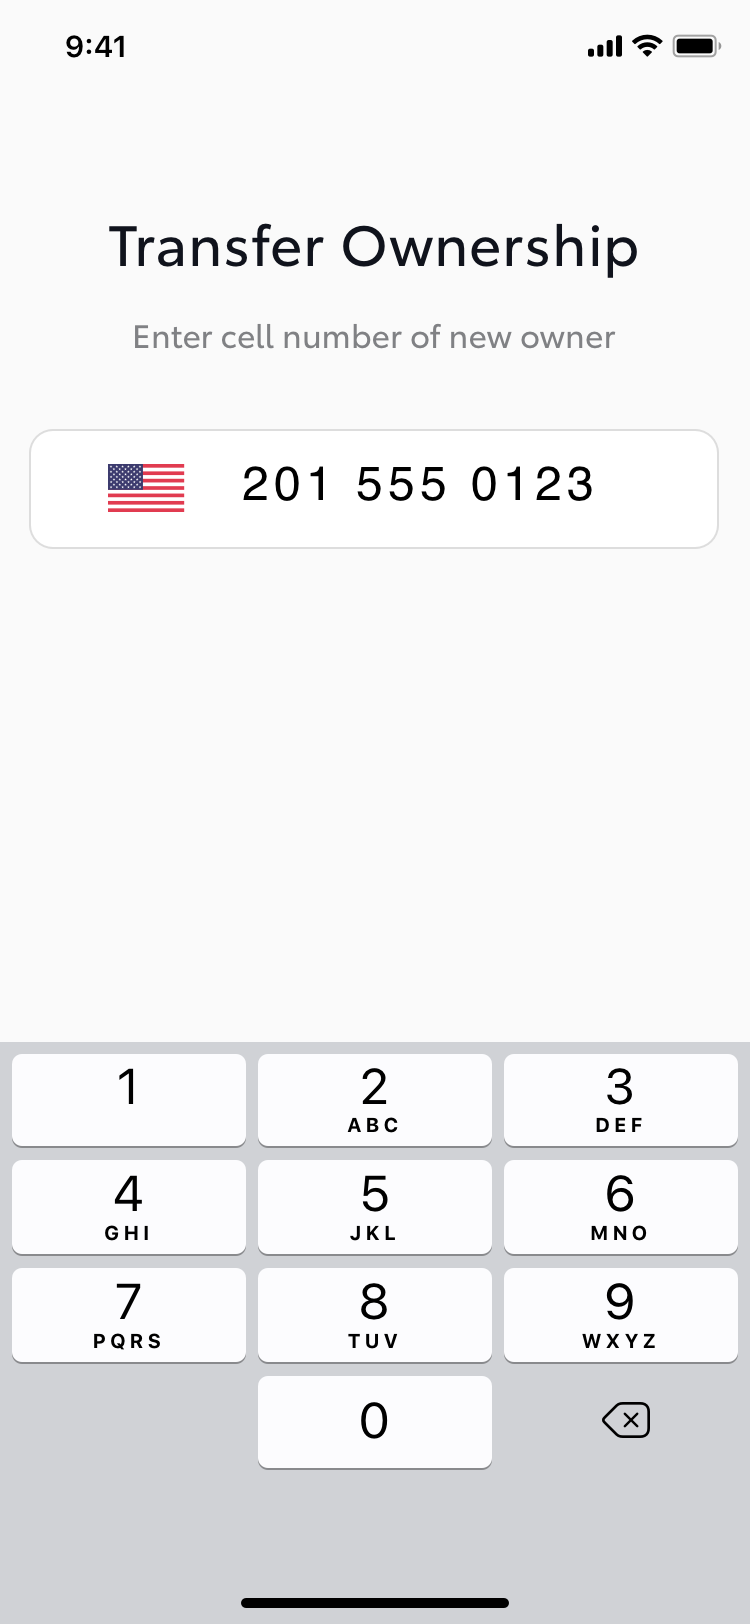 9:41
Transfer Ownership
Enter cell number of new owner
201 555 0123
1 2 3
ABC DEF
4 5 6
GHI JKL MNO
7 8 9
PQRS TUV WXYZ
0